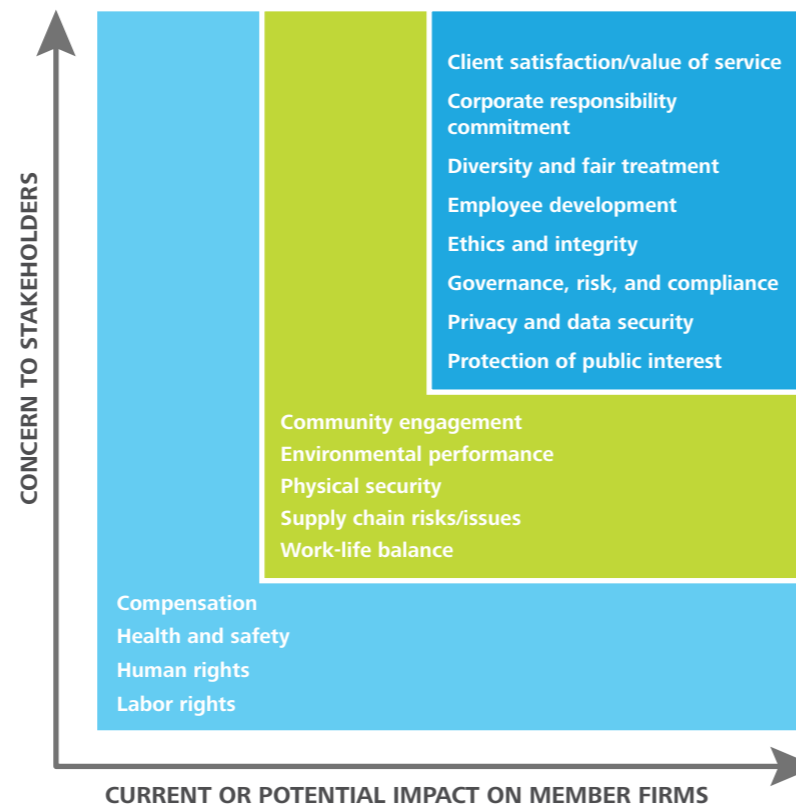 CONCERN TO STAKEHOLDERS
Client satisfaction/value of service
Corporate responsibility
commitment
Diversity and fair treatment
Employee development
Ethics and integrity
Governance, risk, and compliance
Privacy and data security
Protection of public interest
Community engagement
Environmental performance
Physical security
Supply chain risks/issues
Work-life balance
Compensation
Health and safety
Human rights
Labor rights
CURRENT OR POTENTIAL IMPACT ON MEMBER FIRMS